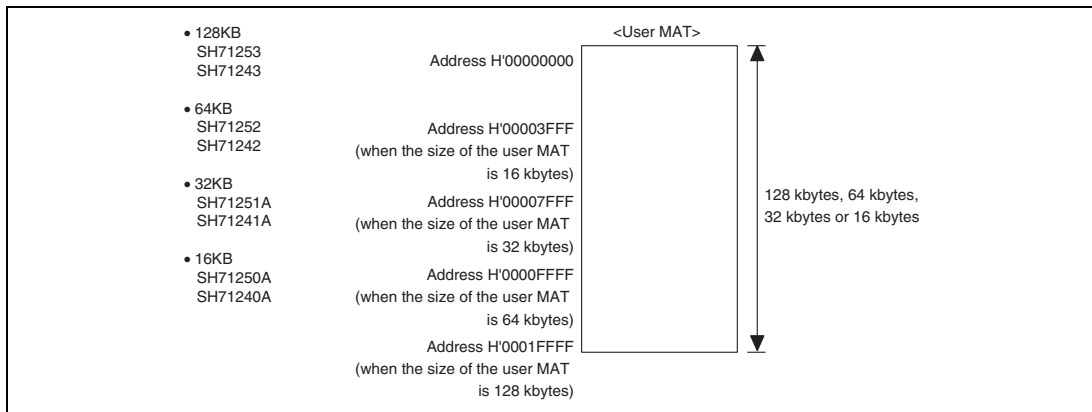 • 128KB
SH71253
SH71243
• 64KB
SH71252
SH71242
• 32KB
SH71251A
SH71241A
• 16KB
SH71250A
SH71240A
<User MAT>
Address H'00000000
Address H'00003FFF
(when the size of the user MAT
is 16 kbytes)
Address H'00007FFF
(when the size of the user MAT
is 32 kbytes)
Address H'0000FFFF
(when the size of the user MAT
is 64 kbytes)
Address H'0001FFFF
(when the size of the user MAT
is 128 kbytes)
128 kbytes, 64 kbytes,
32 kbytes or 16 kbytes